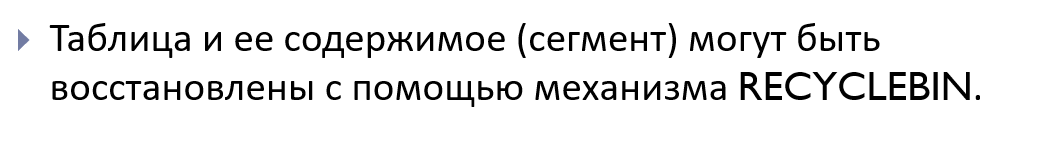 Таблица и ее содержимое (сегмент) могут быть
восстановлены с помощью механизма RECYCLEBIN.